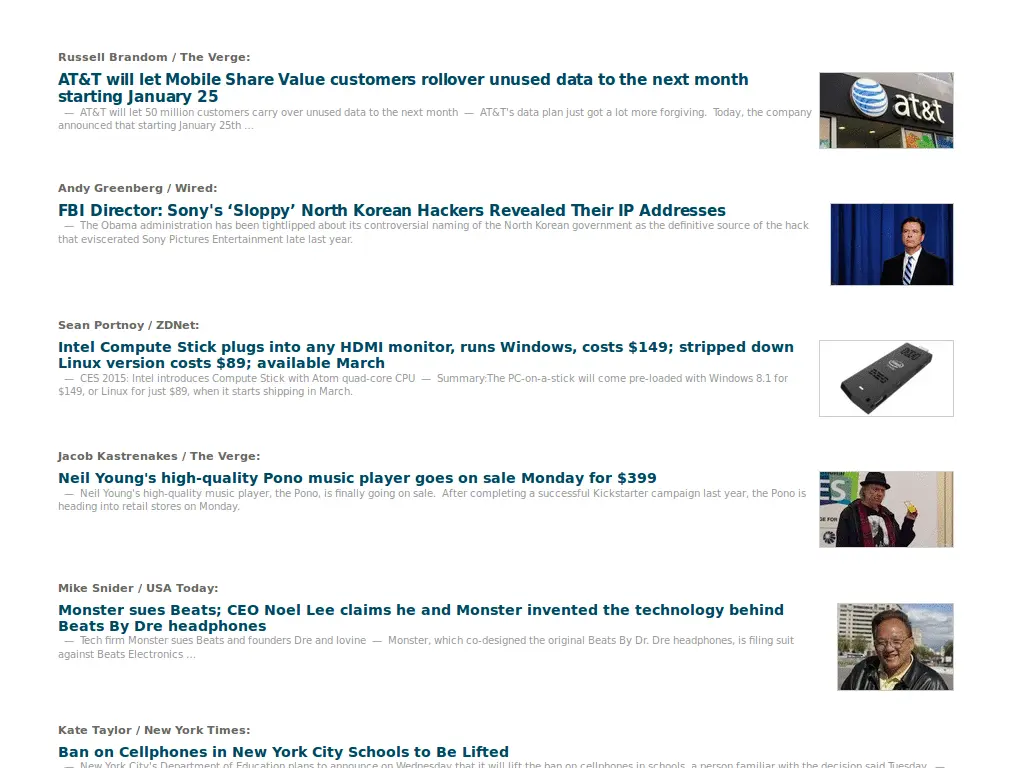 Russell Brandom / The Verge:
AT&T will let Mobile Share Value customers rollover unused data to the next month
starting January 25
— AT&T will let 50 million customers carry over unused data to the next month — AT&T's data plan just got a lot more forgiving. Today, the company
announced that starting January 25th ...
at&t
Andy Greenberg / Wired:
FBI Director: Sony's ‘Sloppy’ North Korean Hackers Revealed Their IP Addresses
— The Obama administration has been tightlipped about its controversial naming of the North Korean government as the definitive source of the hack
that eviscerated Sony Pictures Entertainment late last year.
Sean Portnoy / ZDNet:
Intel Compute Stick plugs into any HDMI monitor, runs Windows, costs $149; stripped down
Linux version costs $89; available March
— CES 2015: Intel introduces Compute Stick with Atom quad-core CPU — Summary:The PC-on-a-stick will come pre-loaded with Windows 8.1 for
$149, or Linux for just $89, when it starts shipping in March.
Jacob Kastrenakes / The Verge:
Neil Young's high-quality Pono music player goes on sale Monday for $399
— Neil Young's high-quality music player, the Pono, is finally going on sale. After completing a successful Kickstarter campaign last year, the Pono is
heading into retail stores on Monday.
ES
Mike Snider / USA Today:
Monster sues Beats; CEO Noel Lee claims he and Monster invented the technology behind
Beats By Dre headphones
— Tech firm Monster sues Beats and founders Dre and Iovine — Monster, which co-designed the original Beats By Dr. Dre headphones, is filing suit
against Beats Electronics ...
Kate Taylor / New York Times:
Ban on Cellphones in New York City Schools to Be Lifted
— New York City's Department of Education plans to announce on Wednesday that it will lift the ban on cellphones in schools, a person familiar with the decision said Tuesday. —